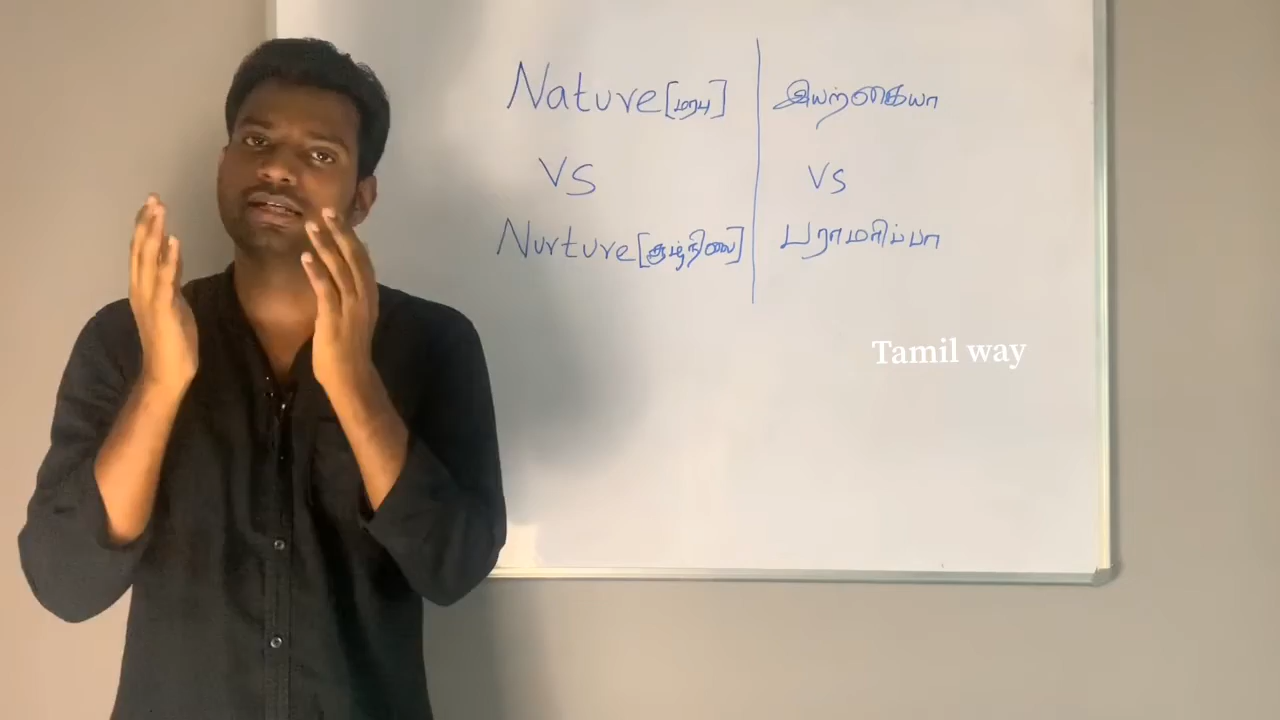 Nature [மரபு] | இயற்கையா
VS | VS
Nurture [சூழ்நிலை] | பராமரிப்பா
Tamil way